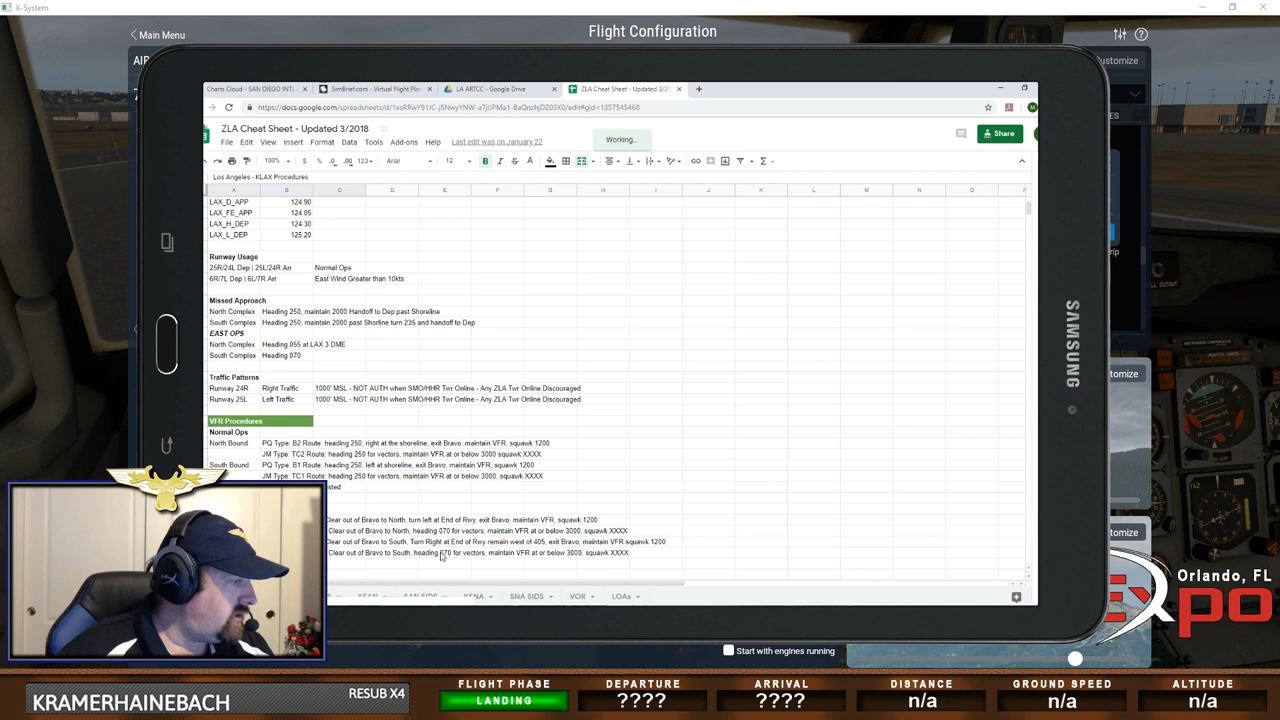 X-System
Main Menu
Flight Configuration
AIR
Customize
Charts Cloud - SAN DIEGO INTL
SimBrief.com - Virtual Flight Pl
LA ARTCC - Google Drive
ZLA Cheat Sheet - Updated 3/20
ZLA Cheat Sheet - Updated 3/2018
Working...
Share
File Edit View Insert Format Data Tools Add-ons Help Last edit was on January 22
100% $ % .0 .00 123 Arial 12 B I S A
Los Angeles - KLAX Procedures
A B C D E F G H I J K L M N O
LAX_D_APP 124.90
LAX_FE_APP 124.05
LAX_H_DEP 124.30
LAX_L_DEP 125.20
Runway Usage
25R/24L Dep | 25L/24R Arr Normal Ops
6R/7L Dep | 6L/7R Arr East Wind Greater than 10kts
Missed Approach
North Complex Heading 250, maintain 2000 Handoff to Dep past Shoreline
South Complex Heading 250, maintain 2000 past Shorline turn 235 and handoff to Dep
EAST OPS
North Complex Heading 055 at LAX 3 DME
South Complex Heading 070
Traffic Patterns
Runway 24R Right Traffic 1000' MSL - NOT AUTH when SMO/HHR Twr Online - Any ZLA Twr Online Discouraged
Runway 25L Left Traffic 1000' MSL - NOT AUTH when SMO/HHR Twr Online - Any ZLA Twr Online Discouraged
VFR Procedures
Normal Ops
North Bound PQ Type: B2 Route: heading 250, right at the shoreline, exit Bravo, maintain VFR, squawk 1200
JM Type: TC2 Route: heading 250 for vectors, maintain VFR at or below 3000 squawk XXXX
South Bound PQ Type: B1 Route: heading 250, left at shoreline, exit Bravo, maintain VFR, squawk 1200
JM Type: TC1 Route: heading 250 for vectors, maintain VFR at or below 3000, squawk XXXX
ested
Clear out of Bravo to North, turn left at End of Rwy, exit Bravo, maintain VFR, squawk 1200
Clear out of Bravo to North, heading 070 for vectors, maintain VFR at or below 3000, squawk XXXX
Clear out of Bravo to South, Turn Right at End of Rwy remain west of 405, exit Bravo, maintain VFR, squawk 1200
Clear out of Bravo to South, heading 070 for vectors, maintain VFR at or below 3000, squawk XXXX
KSAN SAN SIDS KSNA SNA SIDS VOR LOAs
SAMSUNG
Start with engines running
Orlando, FL
KRAMERHAINEBACH
RESUB X4
FLIGHT PHASE
LANDING
DEPARTURE
????
ARRIVAL
????
DISTANCE
n/a
GROUND SPEED
n/a
ALTITUDE
n/a